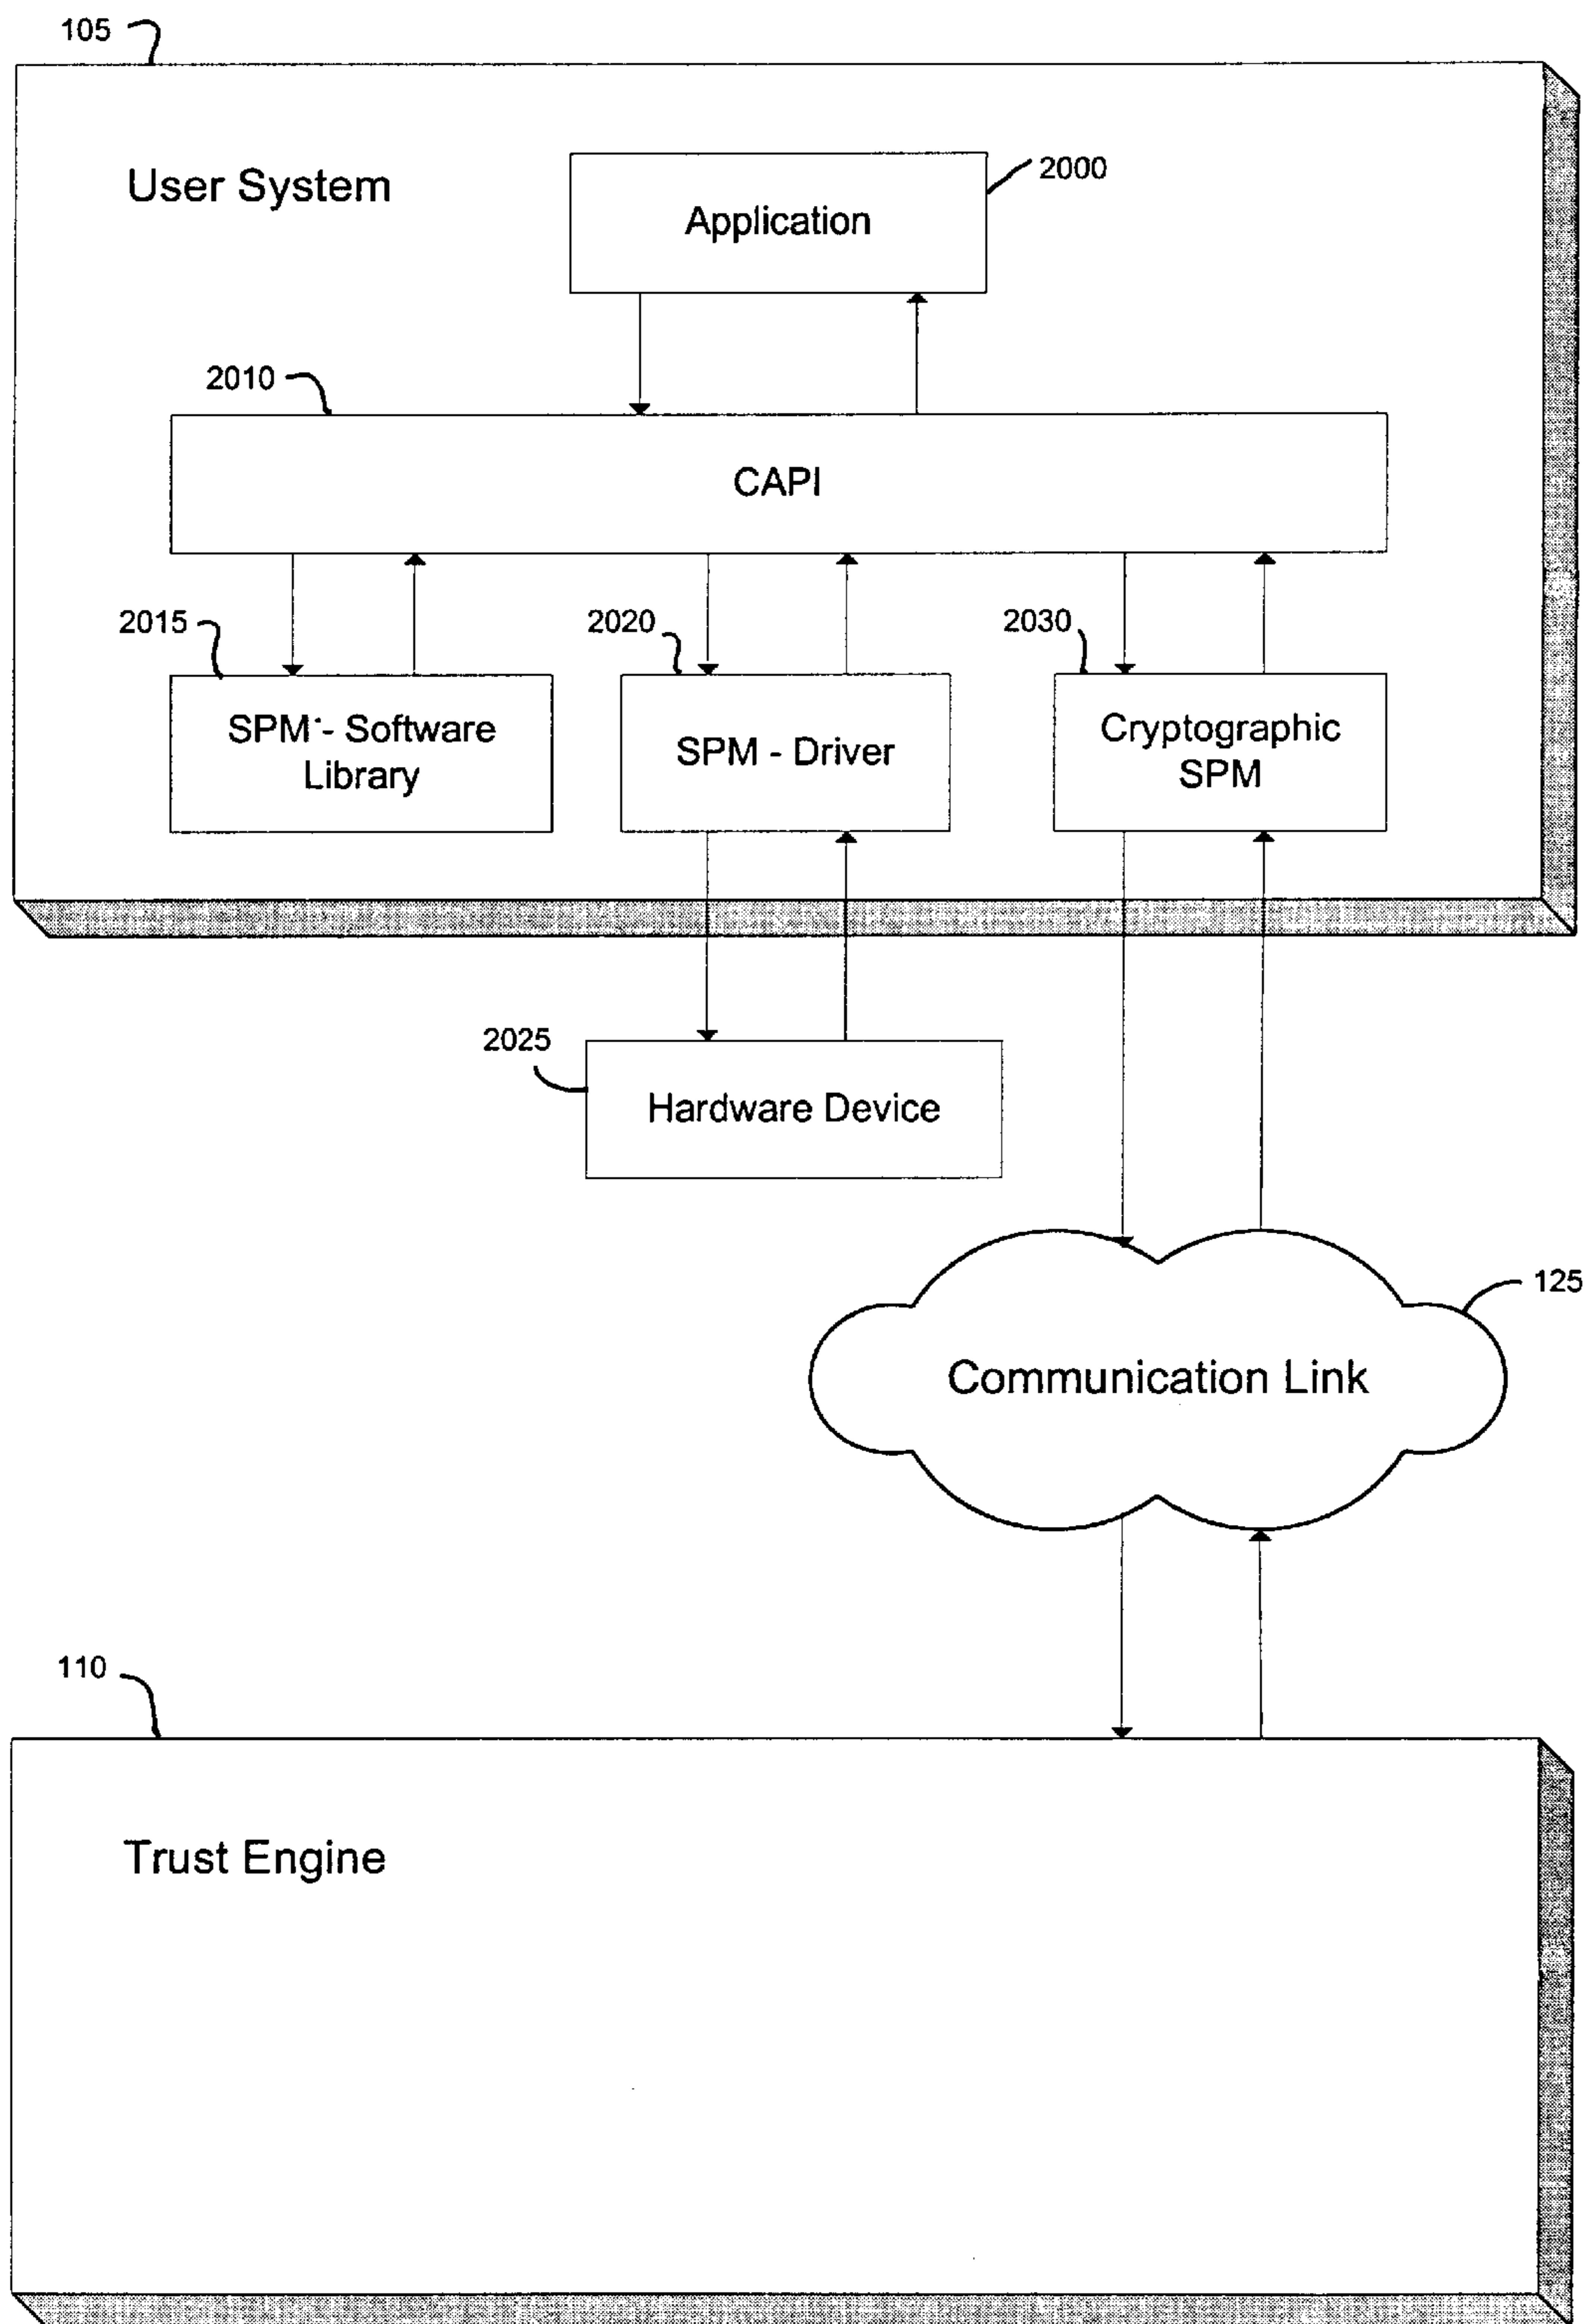 105
User System
2000
Application
2010
CAPI
2015
2020
2030
SPM - Software
Library
SPM - Driver
Cryptographic
SPM
2025
Hardware Device
125
Communication Link
110
Trust Engine